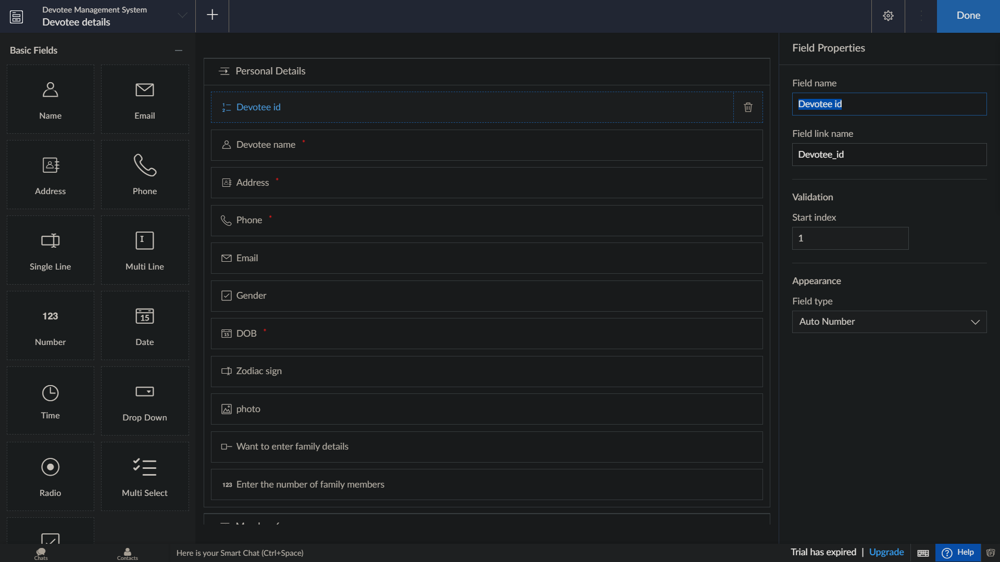 Devotee Management System
Devotee details
Done
Basic Fields
Name
Email
Address
Phone
Single Line
Multi Line
123
Number
15
Date
Time
Drop Down
Radio
Multi Select
Personal Details
Devotee id
Devotee name *
Address *
Phone *
Email
Gender
DOB *
Zodiac sign
photo
Want to enter family details
123 Enter the number of family members
Field Properties
Field name
Devotee id
Field link name
Devotee_id
Validation
Start index
1
Appearance
Field type
Auto Number
Chats
Contacts
Here is your Smart Chat (Ctrl+Space)
Trial has expired | Upgrade
Help